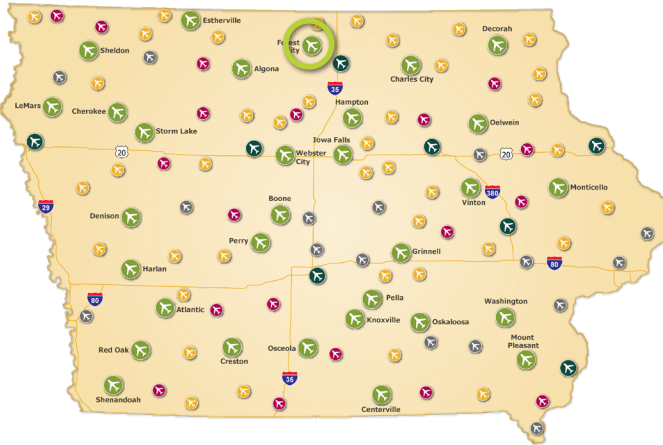 Estherville
Decorah
Forest
City
Sheldon
Algona
Charles City
35
LeMars
Cherokee
Hampton
Storm Lake
Oelwein
Iowa Falls
20
Webster
City
20
Monticello
380
Vinton
29
Boone
Denison
Perry
Grinnell
Harlan
80
80
Pella
Washington
Atlantic
Knoxville
Oskaloosa
Mount
Pleasant
Red Oak
Creston
Osceola
35
Shenandoah
Centerville